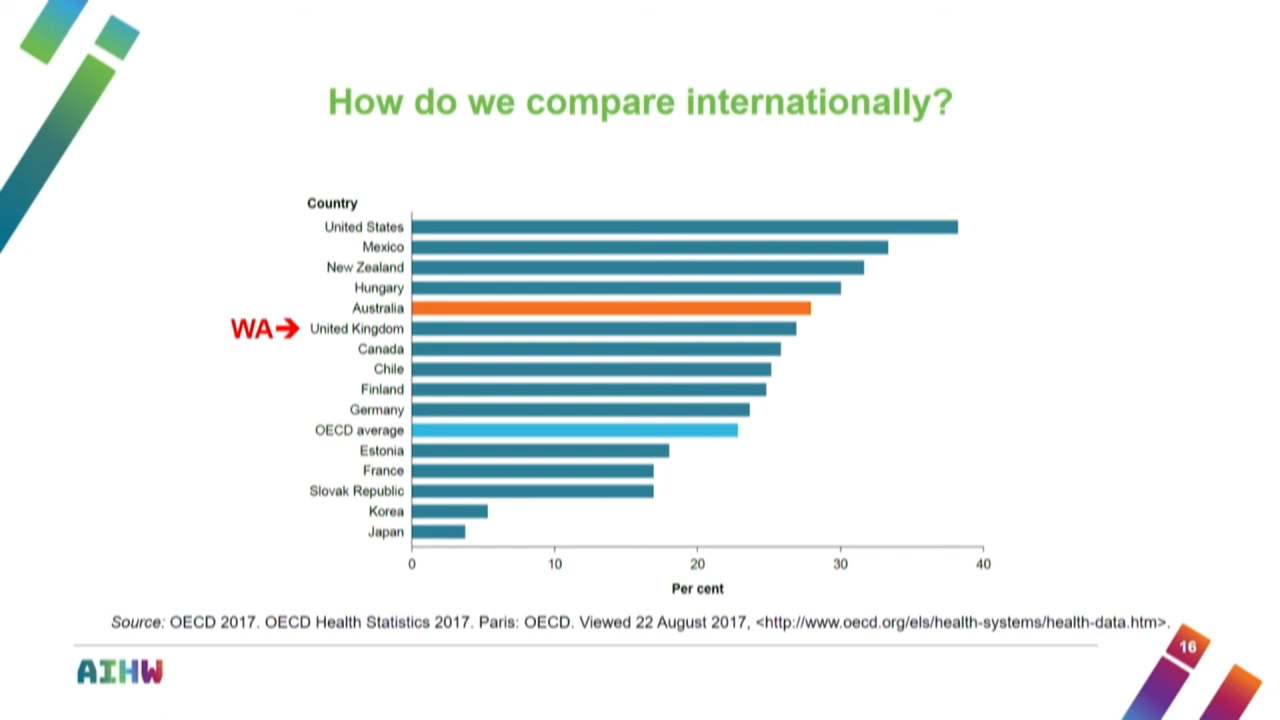 How do we compare internationally?
Country
United States
Mexico
New Zealand
Hungary
Australia
WA→ United Kingdom
Canada
Chile
Finland
Germany
OECD average
Estonia
France
Slovak Republic
Korea
Japan
0 10 20 30 40
Per cent
Source: OECD 2017. OECD Health Statistics 2017. Paris: OECD. Viewed 22 August 2017, <http://www.oecd.org/els/health-systems/health-data.htm>.
16
AIHW